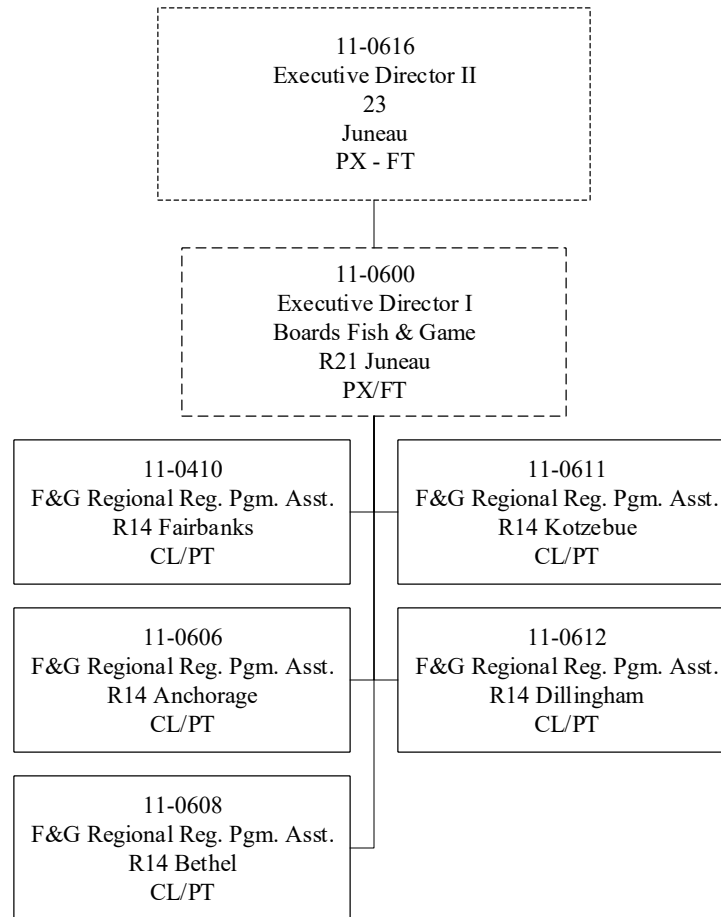 11-0616
Executive Director II
23
Juneau
PX - FT
11-0600
Executive Director I
Boards Fish & Game
R21 Juneau
PX/FT
11-0410
F&G Regional Reg. Pgm. Asst.
R14 Fairbanks
CL/PT
11-0611
F&G Regional Reg. Pgm. Asst.
R14 Kotzebue
CL/PT
11-0606
F&G Regional Reg. Pgm. Asst.
R14 Anchorage
CL/PT
11-0612
F&G Regional Reg. Pgm. Asst.
R14 Dillingham
CL/PT
11-0608
F&G Regional Reg. Pgm. Asst.
R14 Bethel
CL/PT